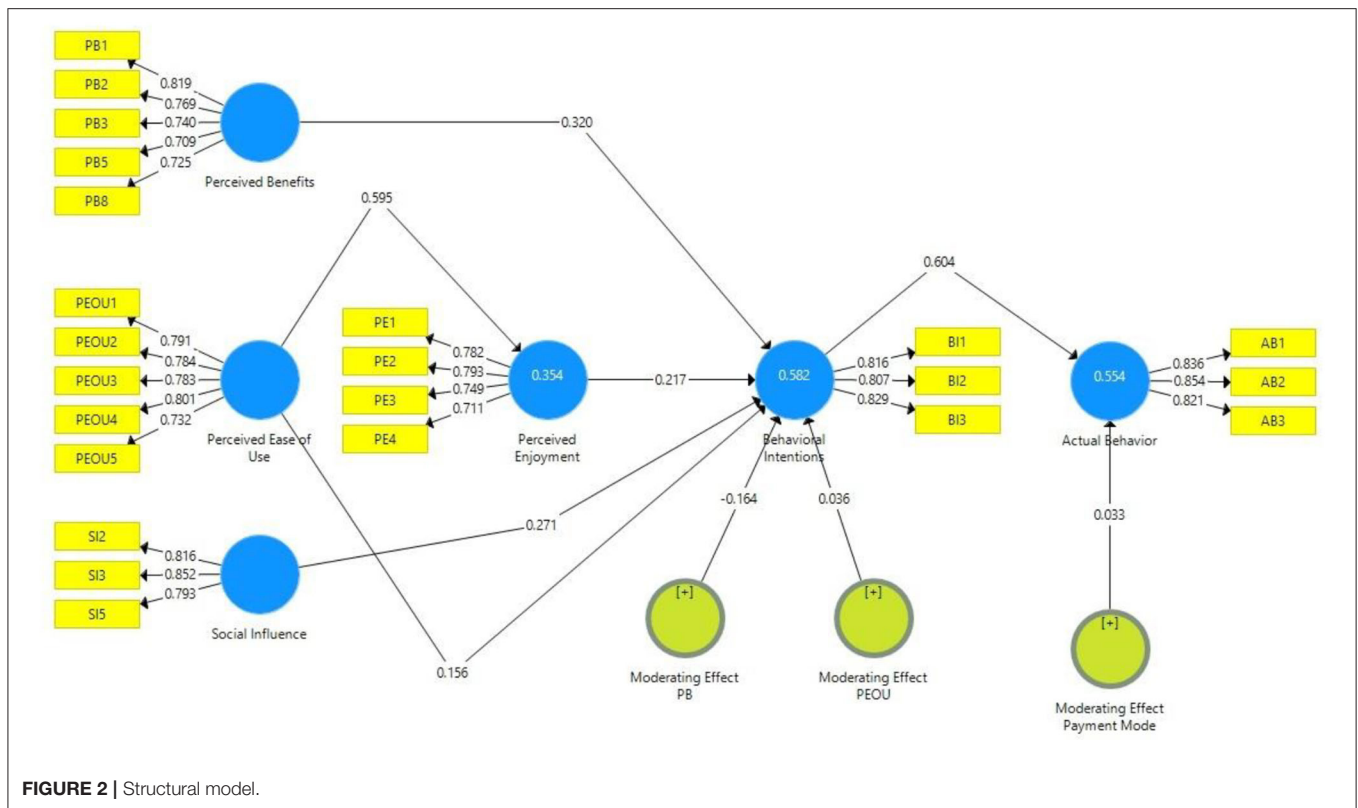 PB1
PB2
PB3
PB5
PB8
0.819
0.769
0.740
0.709
0.725
Perceived Benefits
0.320
0.595
PEOU1
PEOU2
PEOU3
PEOU4
PEOU5
0.791
0.784
0.783
0.801
0.732
Perceived Ease of
Use
PE1
PE2
PE3
PE4
0.782
0.793
0.749
0.711
0.354
Perceived
Enjoyment
0.217
0.582
Behavioral
Intentions
0.816
0.807
0.829
BI1
BI2
BI3
0.604
0.554
Actual Behavior
0.836
0.854
0.821
AB1
AB2
AB3
SI2
SI3
SI5
0.816
0.852
0.793
Social Influence
0.271
0.156
-0.164
0.036
0.033
[+]
Moderating Effect
PB
[+]
Moderating Effect
PEOU
[+]
Moderating Effect
Payment Mode
FIGURE 2 | Structural model.